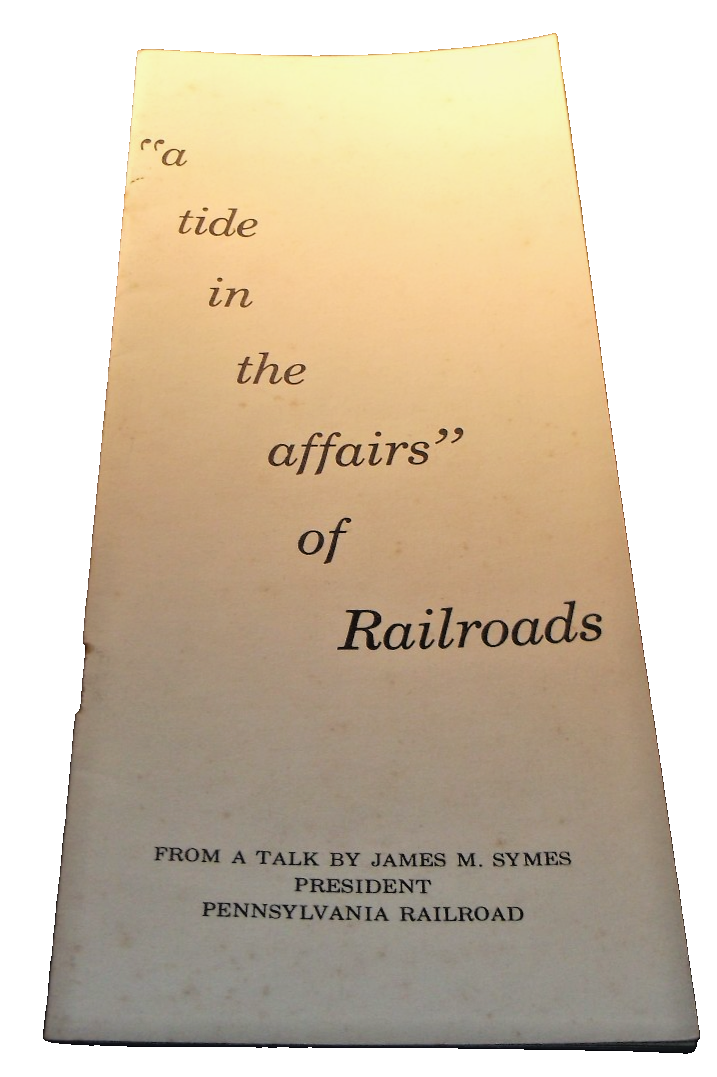 “a
tide
in
the
affairs”
of
Railroads
FROM A TALK BY JAMES M. SYMES
PRESIDENT
PENNSYLVANIA RAILROAD